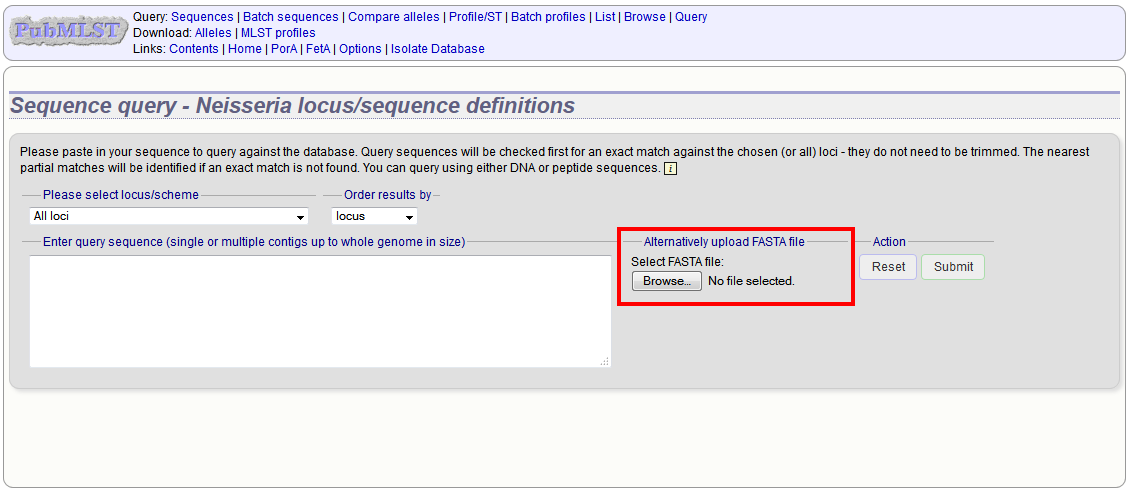 PubMLST
Query: Sequences | Batch sequences | Compare alleles | Profile/ST | Batch profiles | List | Browse | Query
Download: Alleles | MLST profiles
Links: Contents | Home | PorA | FetA | Options | Isolate Database
Sequence query - Neisseria locus/sequence definitions
Please paste in your sequence to query against the database. Query sequences will be checked first for an exact match against the chosen (or all) loci - they do not need to be trimmed. The nearest
partial matches will be identified if an exact match is not found. You can query using either DNA or peptide sequences. i
Please select locus/scheme Order results by
All loci locus
Enter query sequence (single or multiple contigs up to whole genome in size) Alternatively upload FASTA file Action
Select FASTA file:
Browse... No file selected. Reset Submit